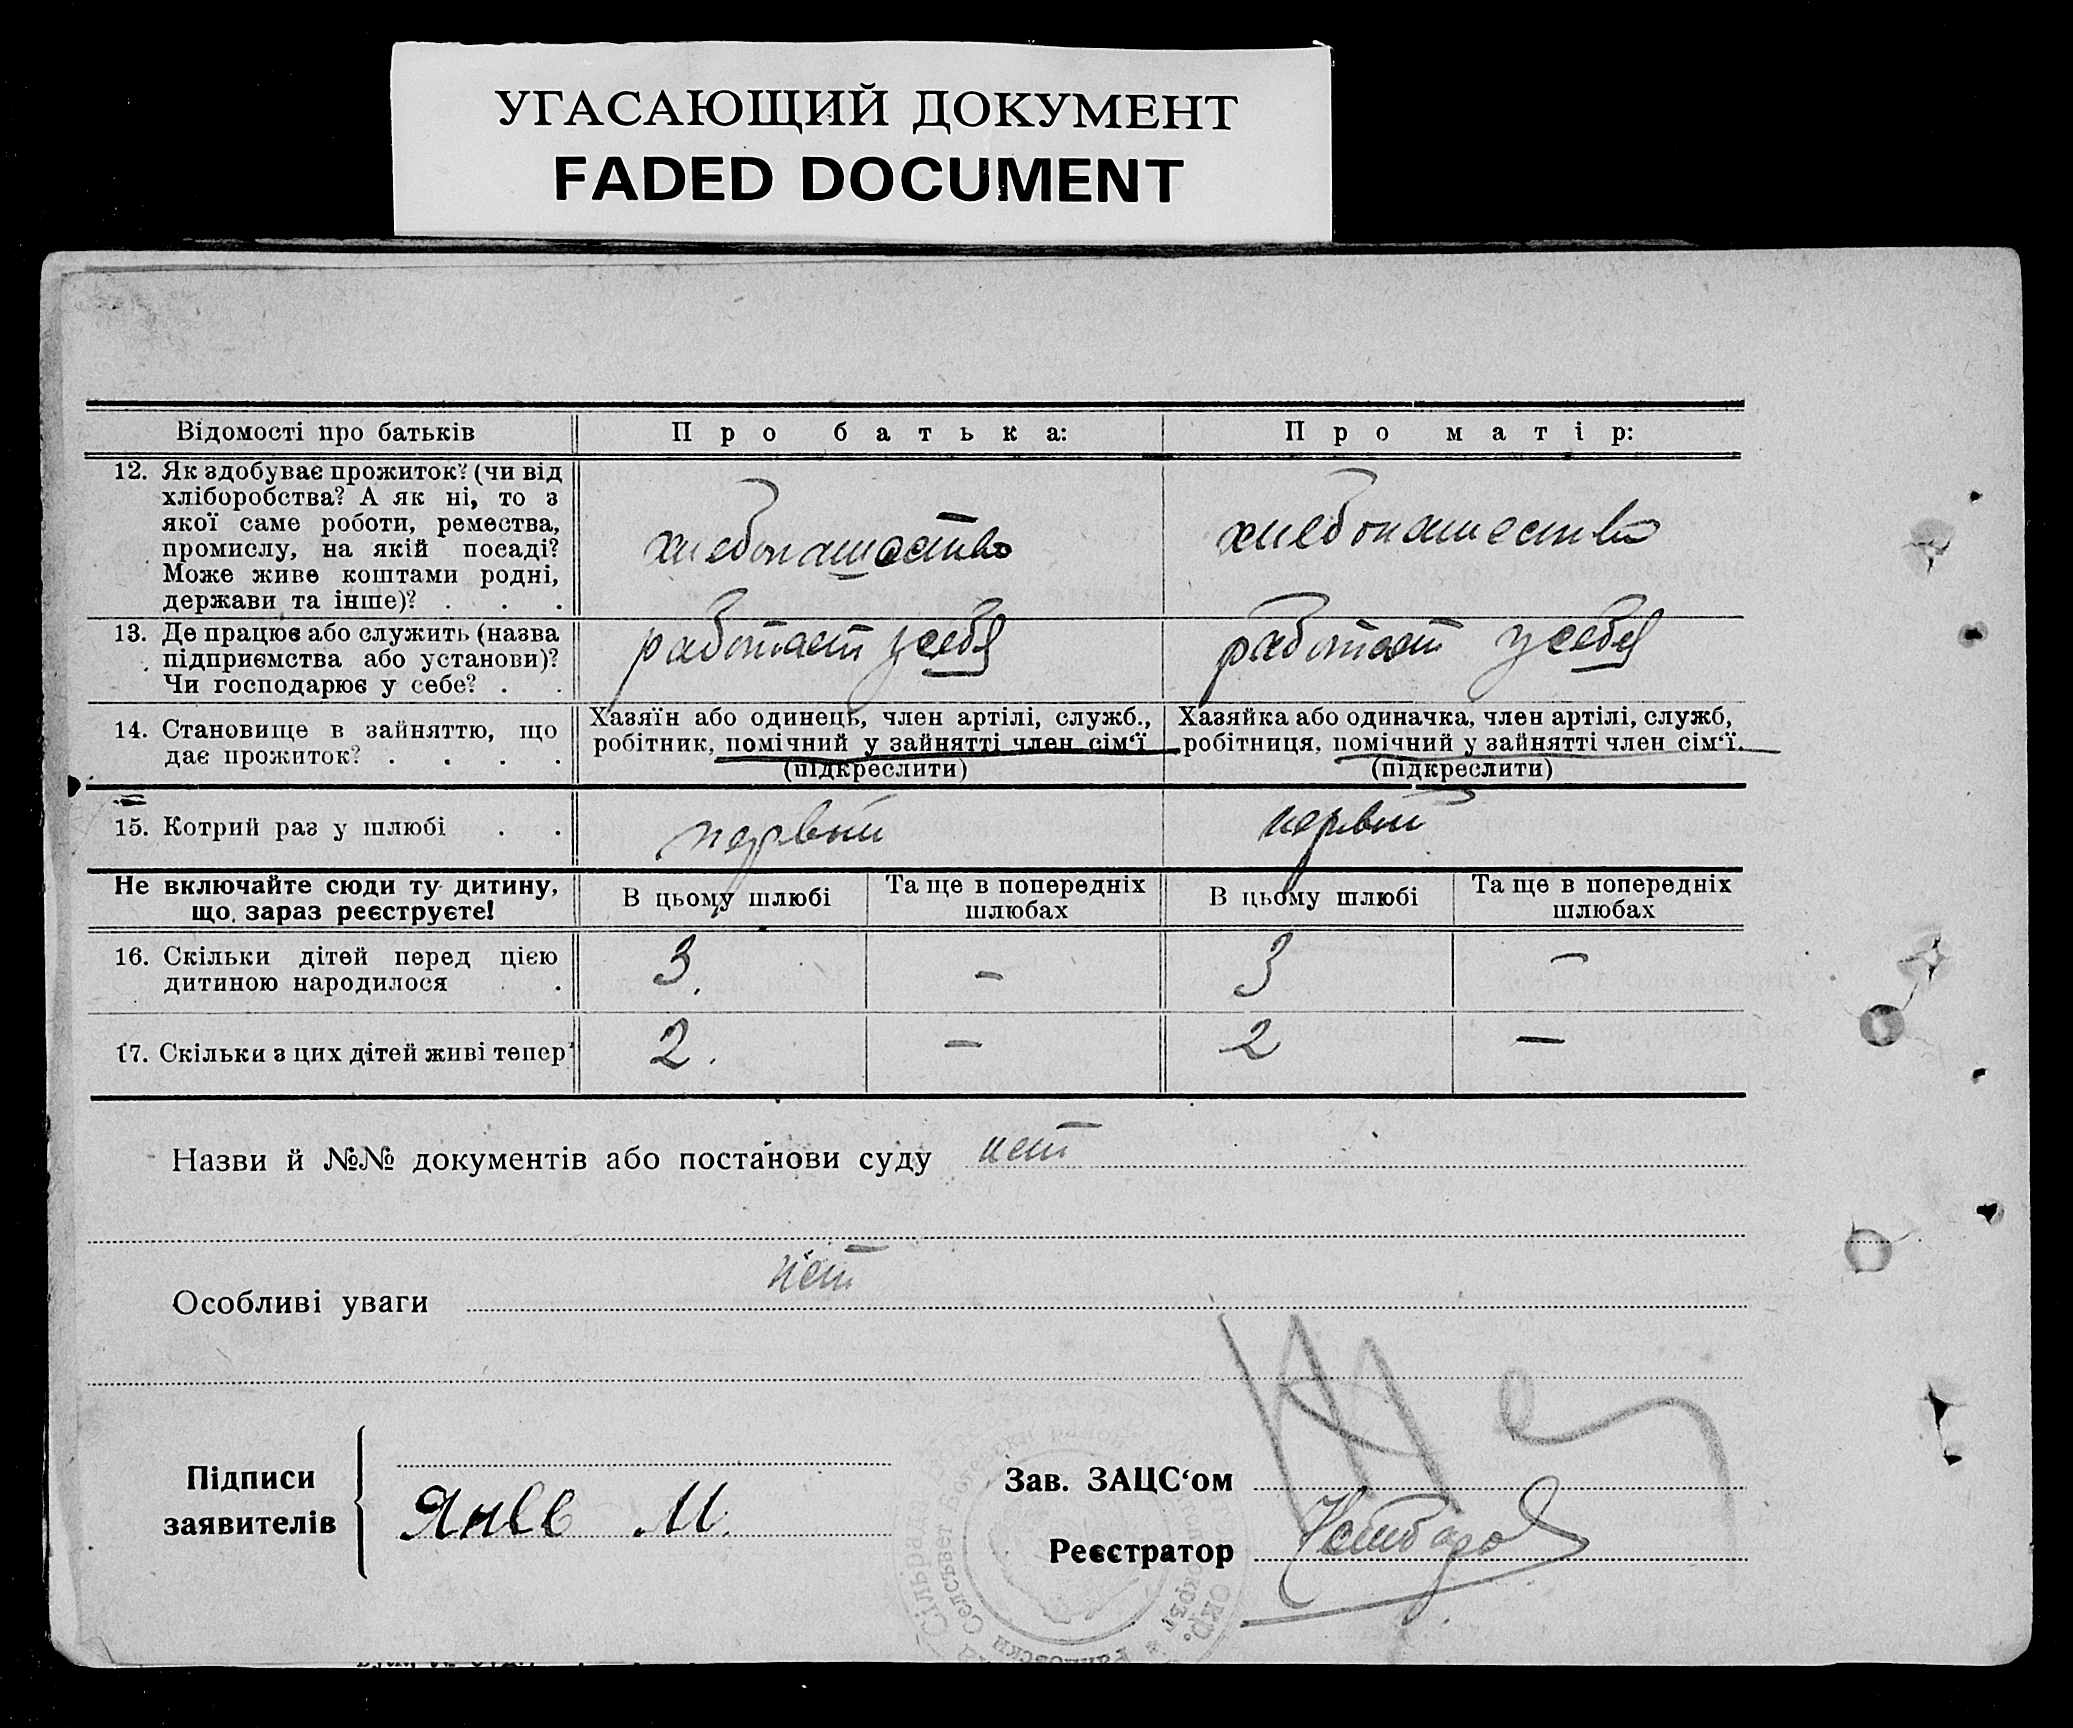 УГАСАЮЩИЙ ДОКУМЕНТ
FADED DOCUMENT
Відомості про батьків
Про батька:
Про матір:
12. Як здобуває прожиток? (чи від
хліборобства? А як ні, то з
якої саме роботи, ремества,
промислу, на якій посаді?
Може живе коштами родні,
держави та інше)? . . .
хлебопашество
хлебопашество
13. Де працює або служить (назва
підприємства або установи)?
Чи господарює у себе? . .
работает у себя
работает у себя
14. Становище в зайняттю, що
дає прожиток? . . . .
Хазяїн або одинець, член артілі, служб.,
робітник, помічний у зайнятті член сім'ї
(підкреслити)
Хазяйка або одиначка, член артілі, служб,
робітниця, помічний у зайнятті член сім'ї.
(підкреслити)
15. Котрий раз у шлюбі . .
первый
первый
Не включайте сюди ту дитину,
що зараз реєструєте!
В цьому шлюбі
Та ще в попередніх
шлюбах
В цьому шлюбі
Та ще в попередніх
шлюбах
16. Скільки дітей перед цією
дитиною народилося .
3.
—
3
—
17. Скільки з цих дітей живі тепер?
2.
—
2
—
Назви й №№ документів або постанови суду нет
Особливі уваги нет
Підписи
заявителів
Янев М.
Зав. ЗАЦС'ом
Реєстратор